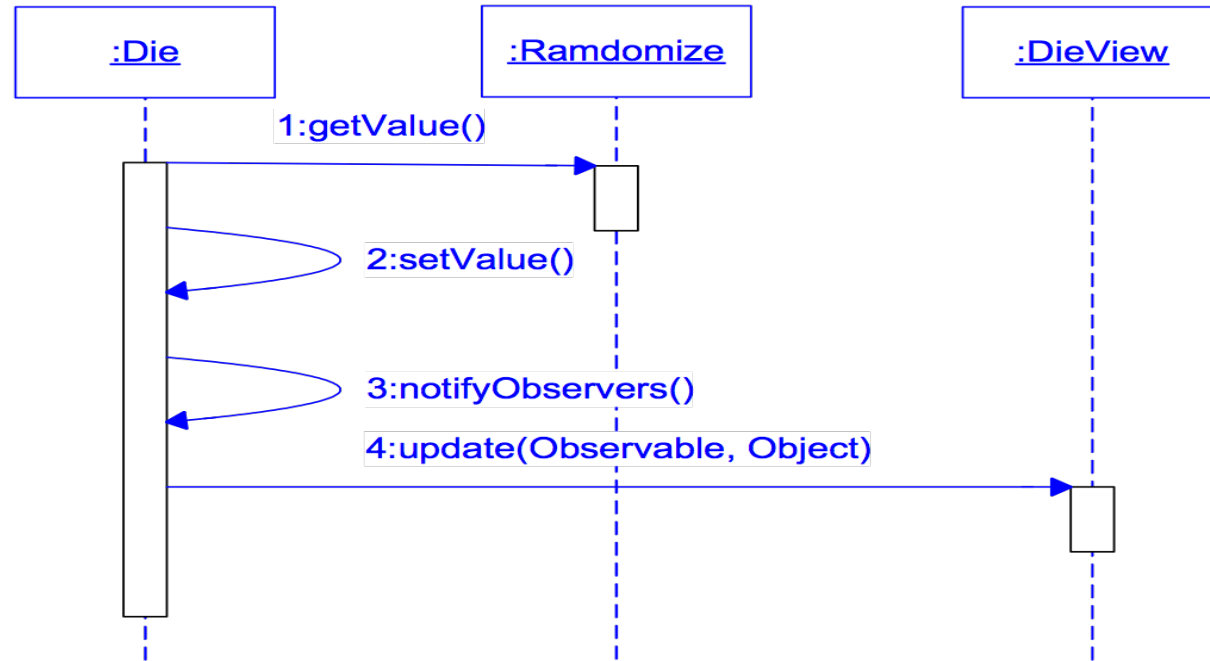 :Die
:Ramdomize
:DieView
1:getValue()
2:setValue()
3:notifyObservers()
4:update(Observable, Object)